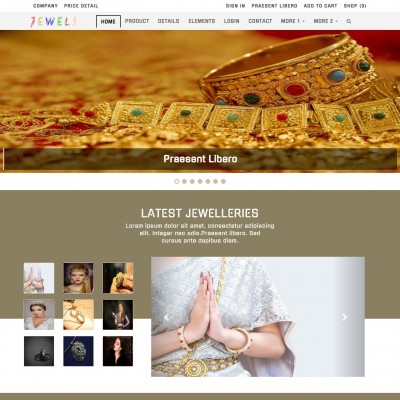 COMPANY PRICE DETAIL
SIGN IN PRAESENT LIBERO ADD TO CART SHOP (0)
JEWELS
HOME PRODUCT DETAILS ELEMENTS LOGIN CONTACT MORE 1 MORE 2
Praesent Libero
LATEST JEWELLERIES
Lorem ipsum dolor sit amet, consectetur adipiscing
elit. Integer nec odio.Praesent libero. Sed
cursus ante dapibus diam.